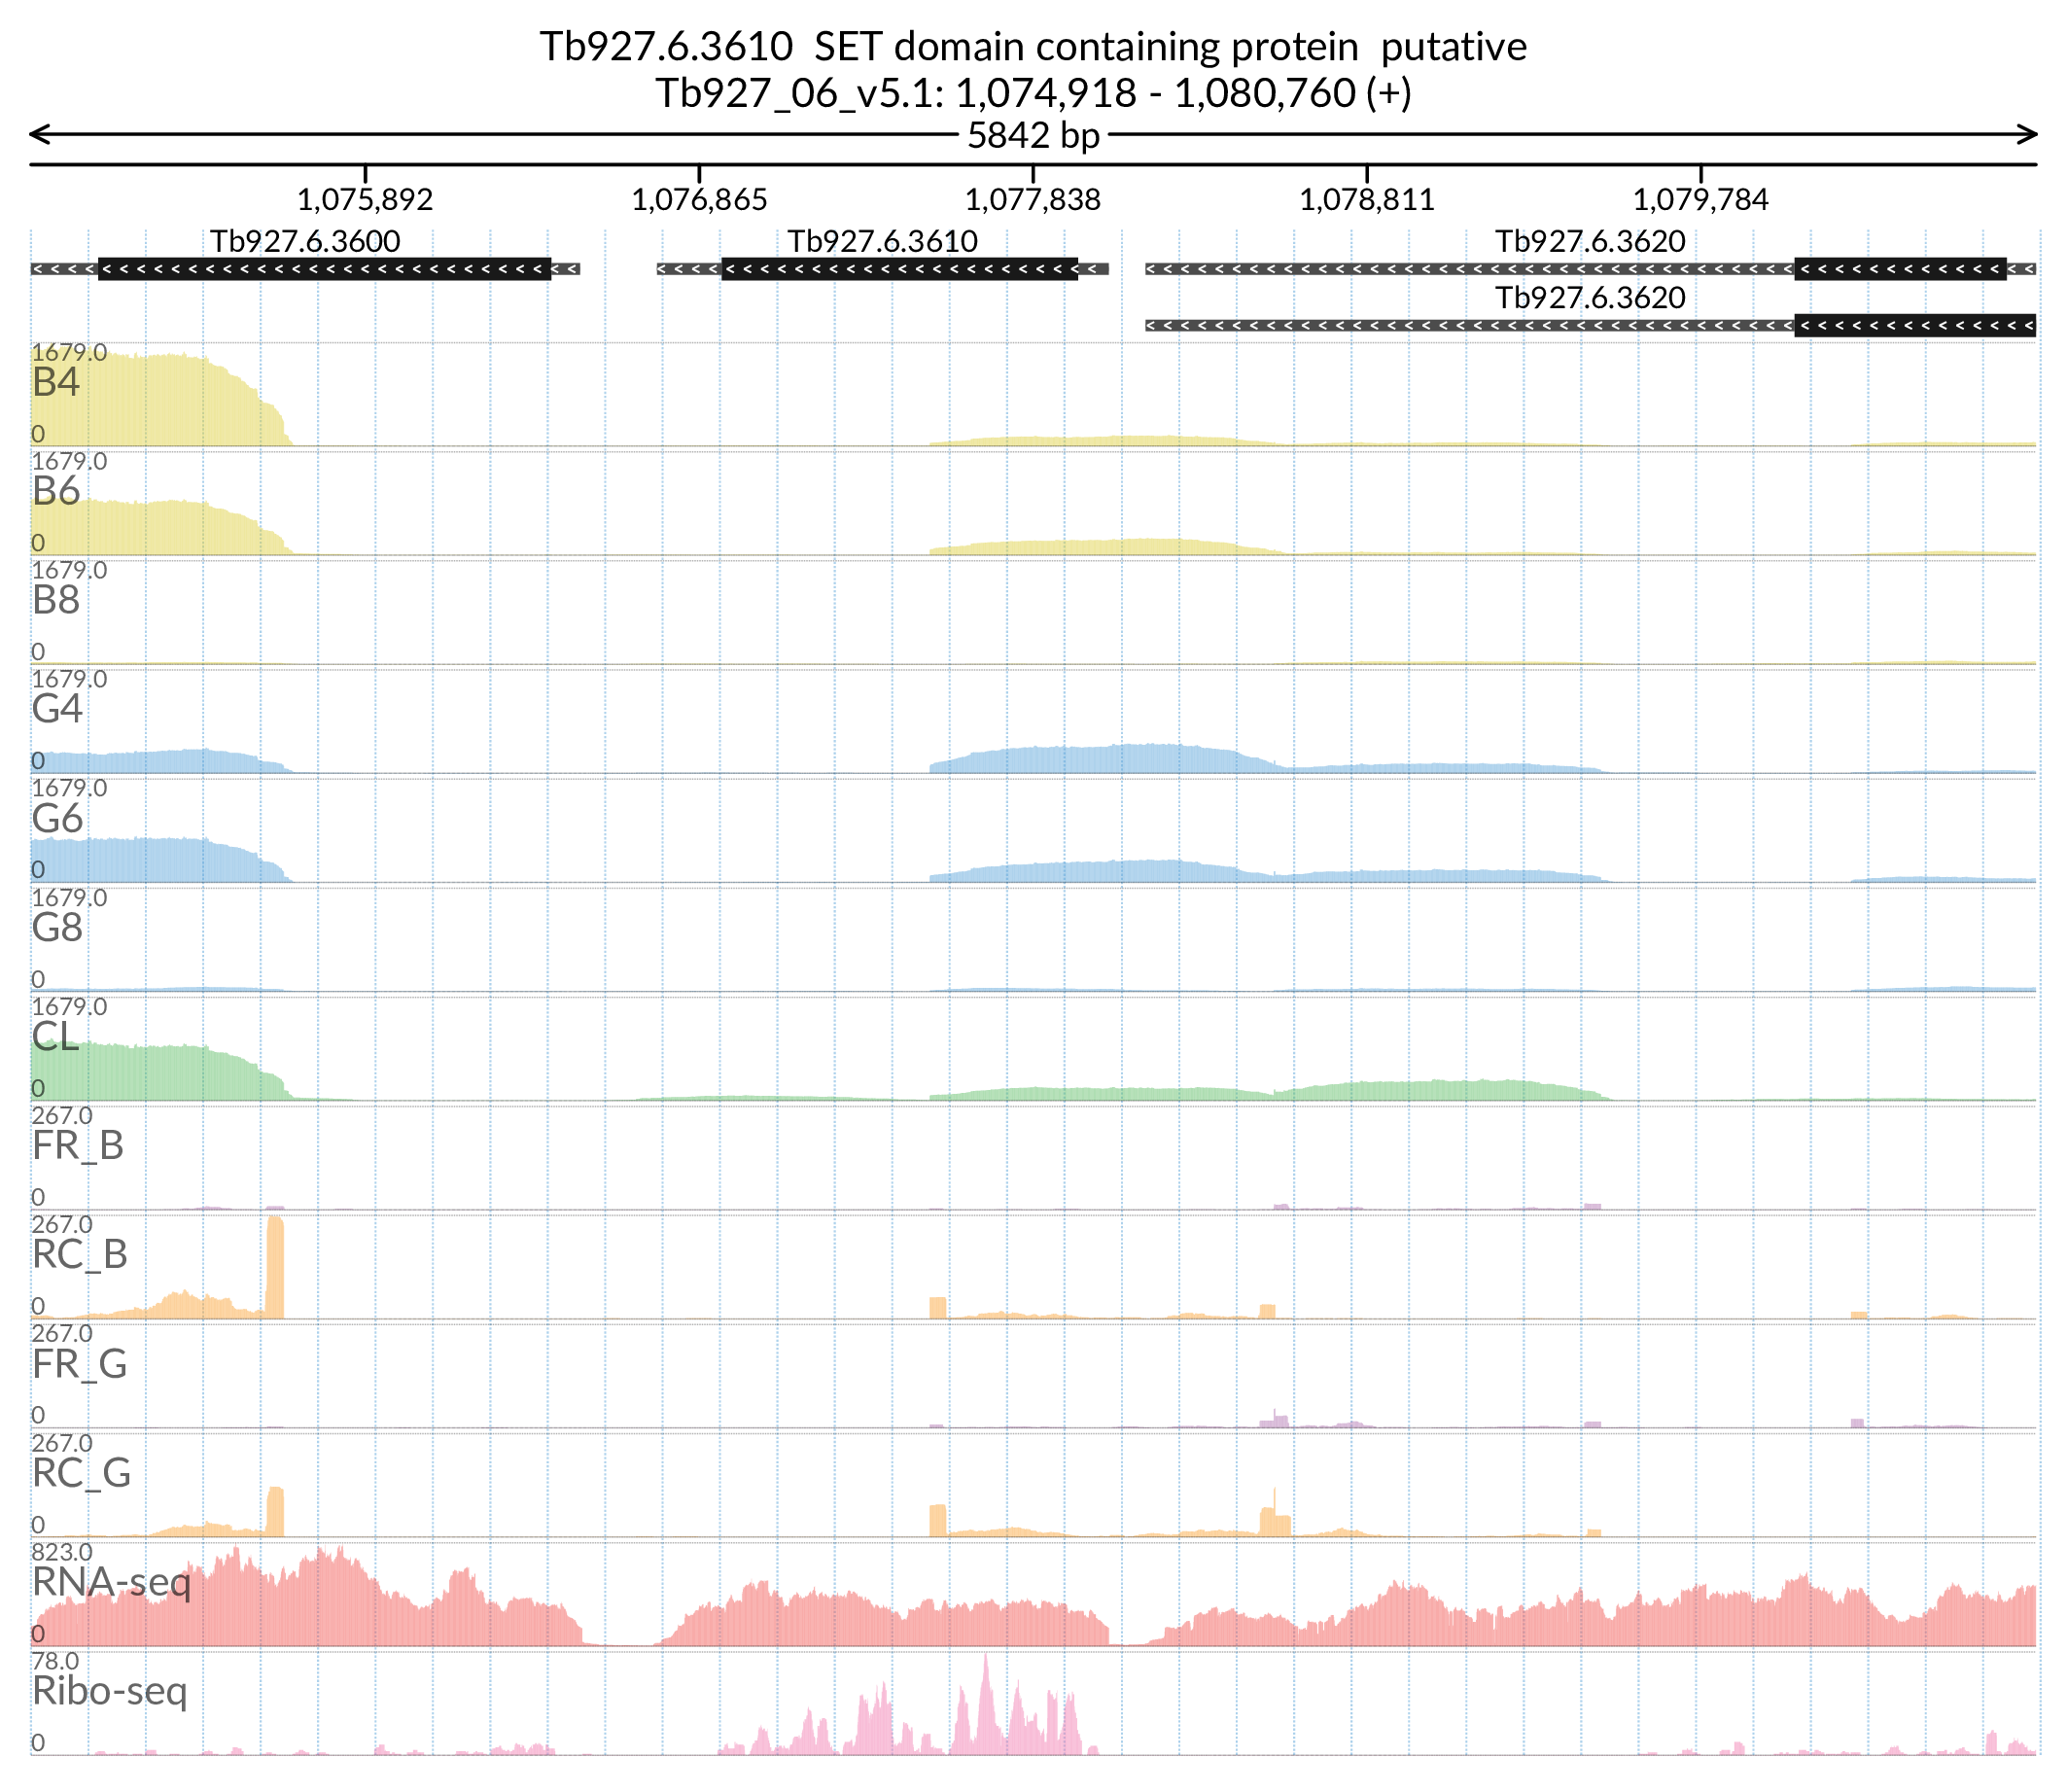 Tb927.6.3610  SET domain containing protein  putative
Tb927_06_v5.1: 1,074,918 - 1,080,760 (+)
5842 bp
1,075,892 1,076,865 1,077,838 1,078,811 1,079,784
Tb927.6.3600 Tb927.6.3610 Tb927.6.3620
Tb927.6.3620
1679.0
B4
0
1679.0
B6
0
1679.0
B8
0
1679.0
G4
0
1679.0
G6
0
1679.0
G8
0
1679.0
CL
0
267.0
FR_B
0
267.0
RC_B
0
267.0
FR_G
0
267.0
RC_G
0
823.0
RNA-seq
0
78.0
Ribo-seq
0